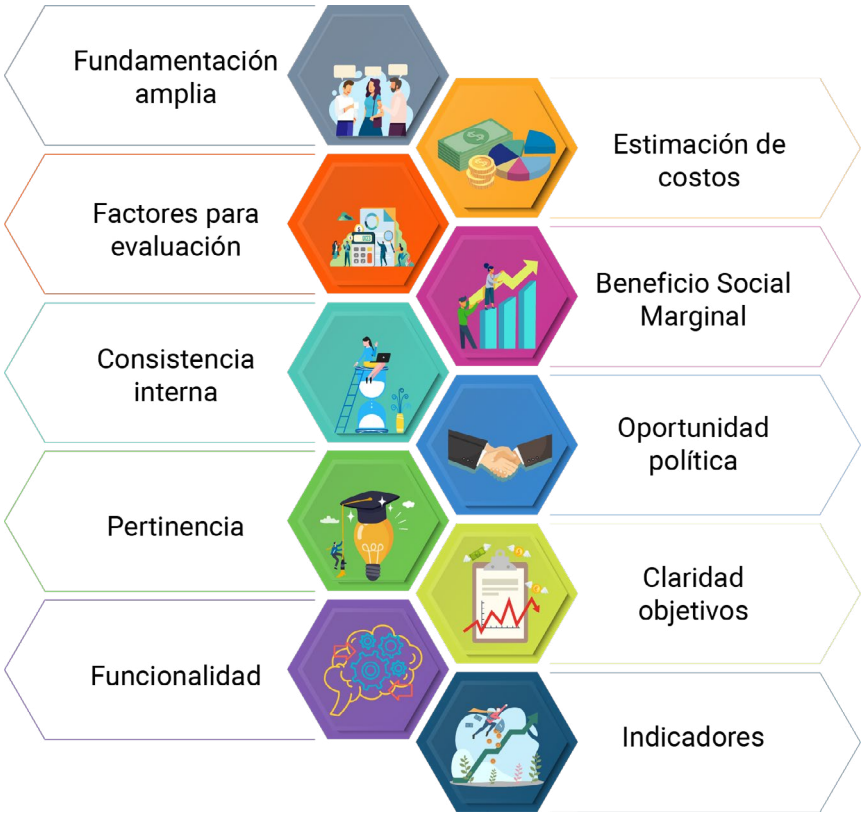 Fundamentación
amplia
Estimación de
costos
Factores para
evaluación
Beneficio Social
Marginal
Consistencia
interna
Oportunidad
política
Pertinencia
Claridad
objetivos
Funcionalidad
Indicadores